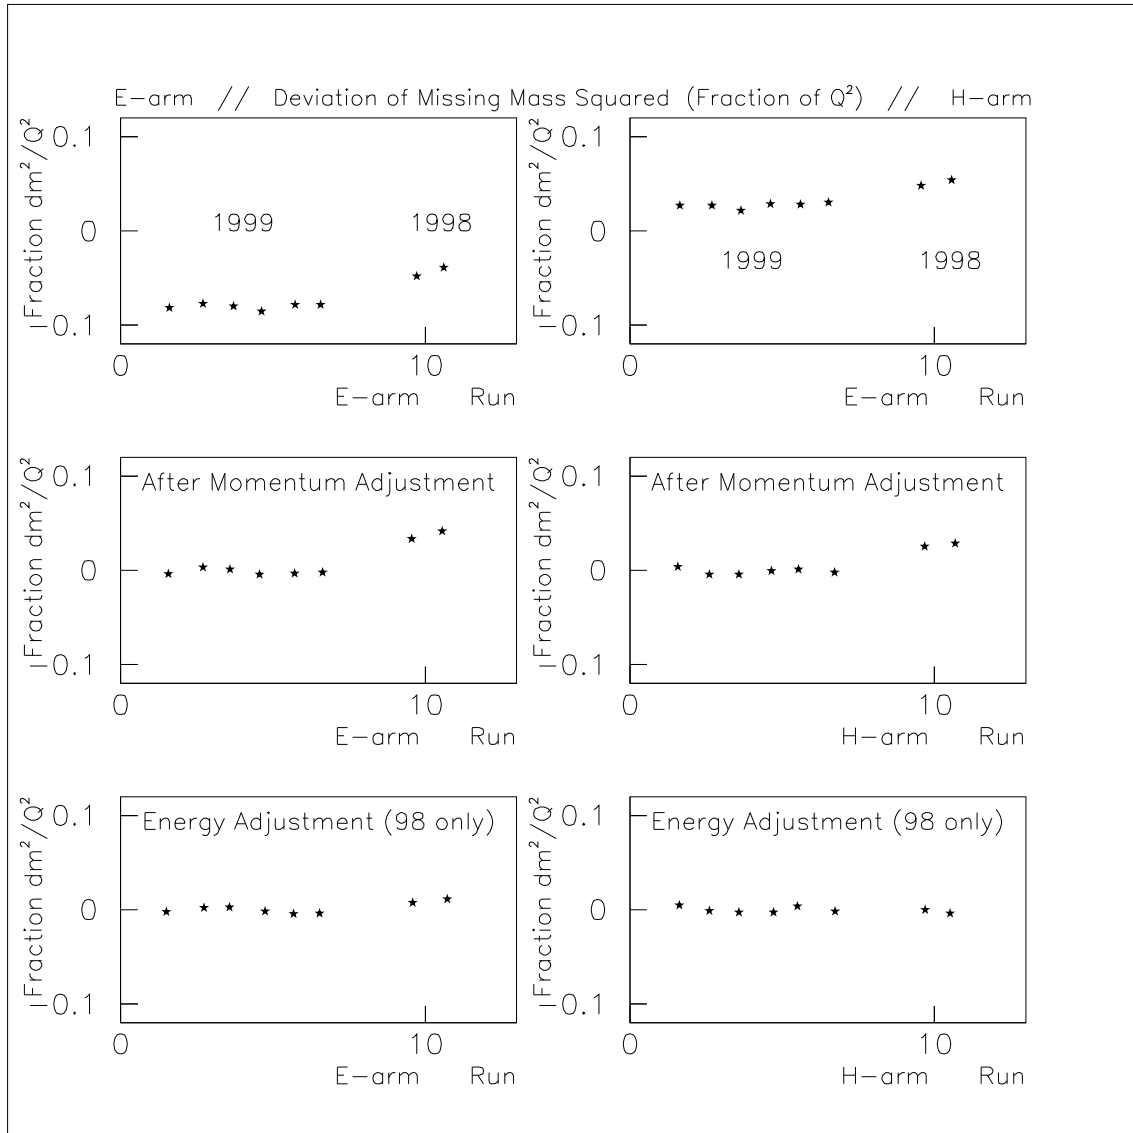 E-arm // Deviation of Missing Mass Squared (Fraction of Q²) // H-arm
Fraction dm²/Q²
0.1
0
-0.1
1999
1998
0
10
E-arm Run
Fraction dm²/Q²
0.1
0
-0.1
1999
1998
0
10
E-arm Run
Fraction dm²/Q²
0.1
0
-0.1
After Momentum Adjustment
0
10
E-arm Run
Fraction dm²/Q²
0.1
0
-0.1
After Momentum Adjustment
0
10
H-arm Run
Fraction dm²/Q²
0.1
0
-0.1
Energy Adjustment (98 only)
0
10
E-arm Run
Fraction dm²/Q²
0.1
0
-0.1
Energy Adjustment (98 only)
0
10
H-arm Run